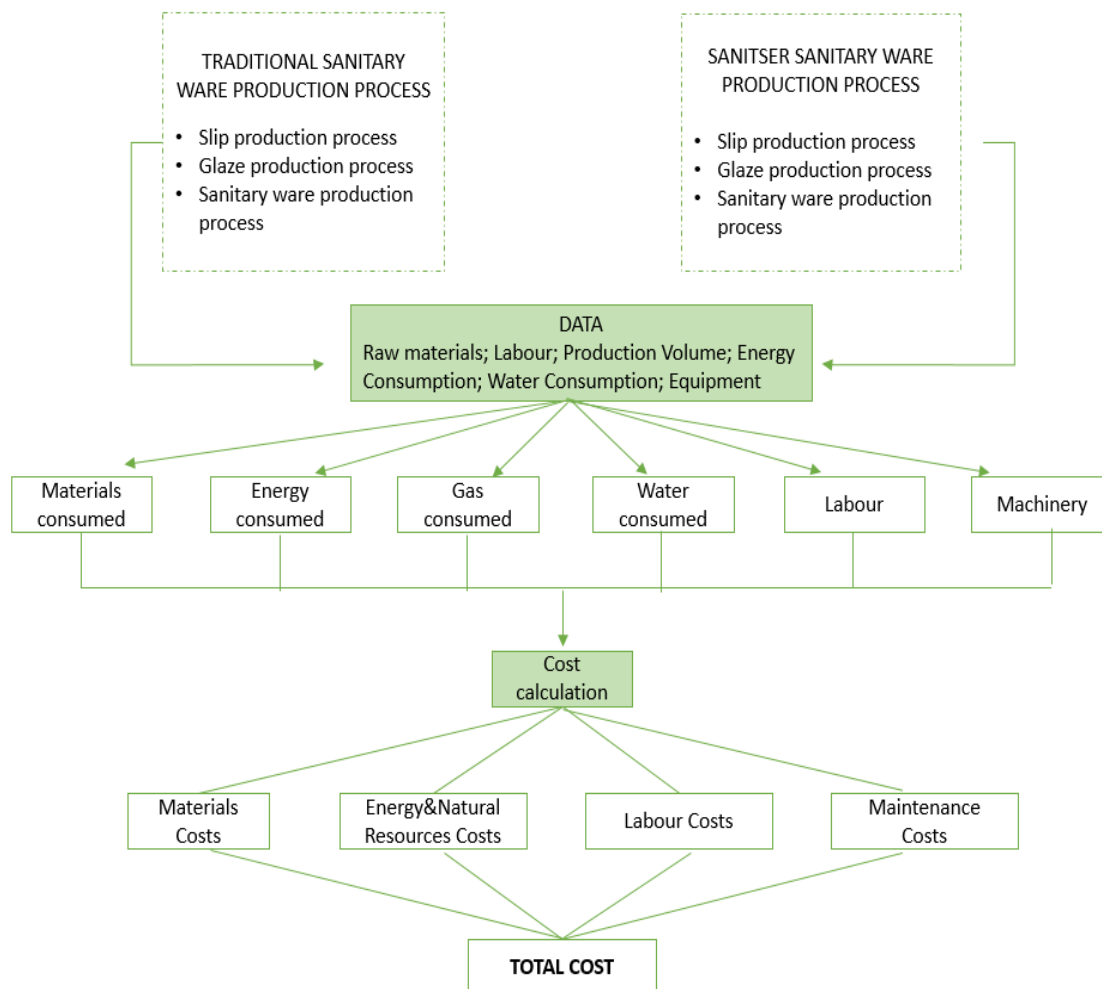 TRADITIONAL SANITARY
WARE PRODUCTION PROCESS
• Slip production process
• Glaze production process
• Sanitary ware production
process
SANITSER SANITARY WARE
PRODUCTION PROCESS
• Slip production process
• Glaze production process
• Sanitary ware production
process
DATA
Raw materials; Labour; Production Volume; Energy
Consumption; Water Consumption; Equipment
Materials
consumed
Energy
consumed
Gas
consumed
Water
consumed
Labour
Machinery
Cost
calculation
Materials
Costs
Energy&Natural
Resources Costs
Labour Costs
Maintenance
Costs
TOTAL COST